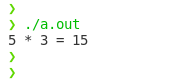 ❯
❯ ./a.out
5 * 3 = 15
❯
❯